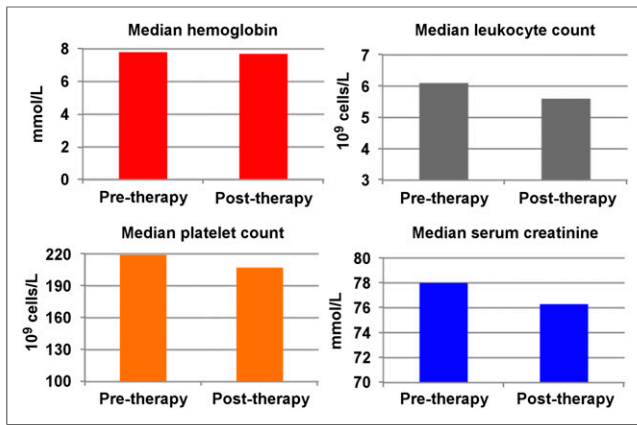 Median hemoglobin
mmol/L
8
6
4
2
0
Pre-therapy Post-therapy
Median leukocyte count
10⁹ cells/L
7
6
5
4
3
Pre-therapy Post-therapy
Median platelet count
10⁹ cells/L
220
190
160
130
100
Pre-therapy Post-therapy
Median serum creatinine
mmol/L
80
78
76
74
72
70
Pre-therapy Post-therapy